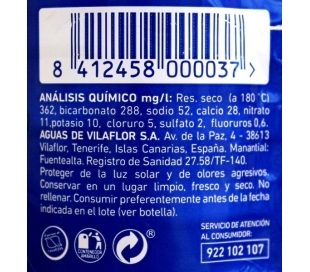 8 412458 000037 >
ANÁLISIS QUÍMICO mg/l: Res. seco (a 180 °C)
362, bicarbonato 288, sodio 52, calcio 28, nitrato
11,potasio 10, cloruro 5, sulfato 2, fluoruros 0,6.
AGUAS DE VILAFLOR S.A. Av. de la Paz, 4 - 38613
Vilaflor, Tenerife, Islas Canarias, España. Manantial:
Fuentealta. Registro de Sanidad 27.58/TF-140.
Proteger de la luz solar y de olores agresivos.
Conservar en un lugar limpio, fresco y seco. No
rellenar. Consumir preferentemente antes de la fecha
indicada en el lote (ver botella).
SERVICIO DE ATENCIÓN
AL CONSUMIDOR:
922 102 107